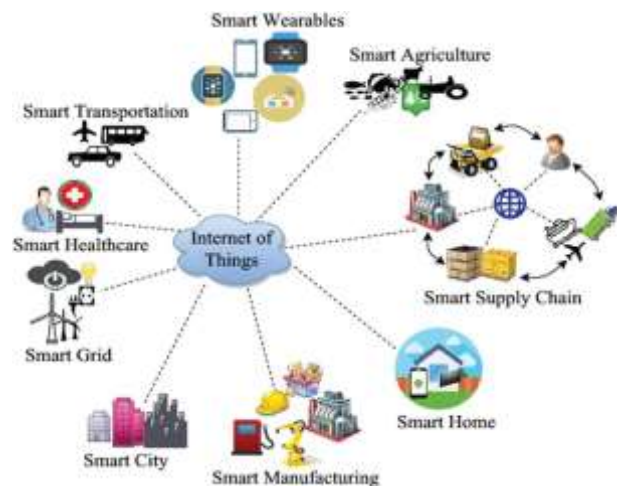 Smart Wearables
Smart Agriculture
Smart Transportation
Smart Healthcare
Internet of
Things
Smart Supply Chain
Smart Grid
Smart Home
Smart City
Smart Manufacturing